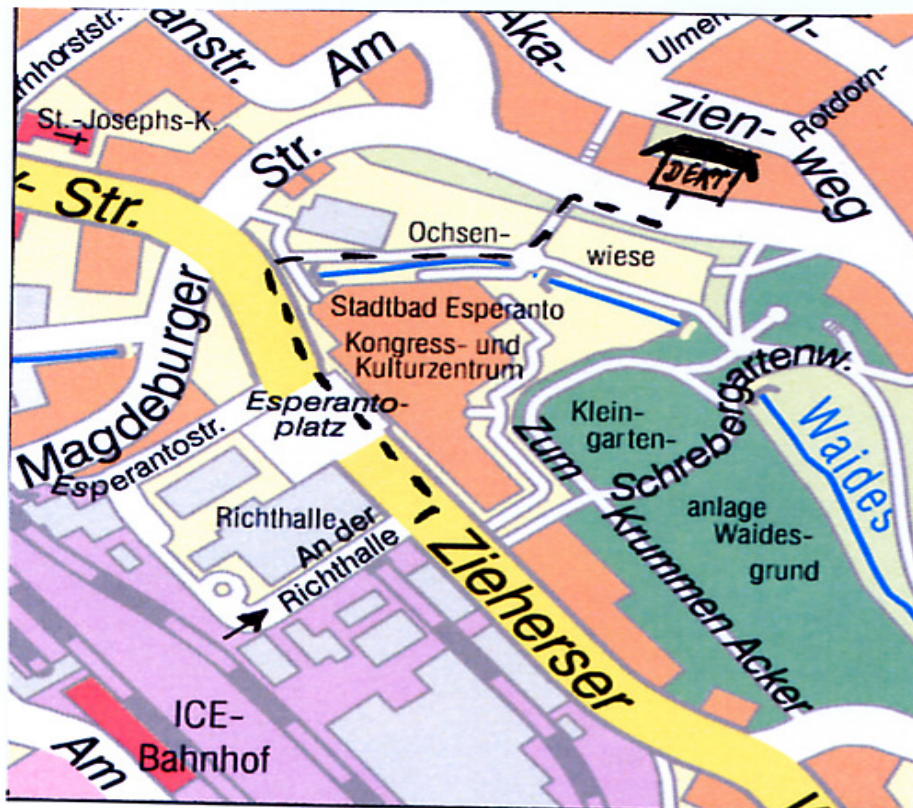 rnhorststr.
anstr.
Am
Aka-
Ulmen
n-
St.-Josephs-K.
Str.
zien-
Rotdorn-
weg
DEKT
y- Str.
Ochsen-
wiese
Magdeburger
Stadtbad Esperanto
Kongress- und
Kulturzentrum
Esperanto-
platz
Esperantostr.
Klein-
garten-
Schrebergartenw.
Waides
zum
Krummen Acker
anlage
Waides-
grund
Richthalle
An der
Richthalle
Zieherser
ICE-
Bahnhof
Am